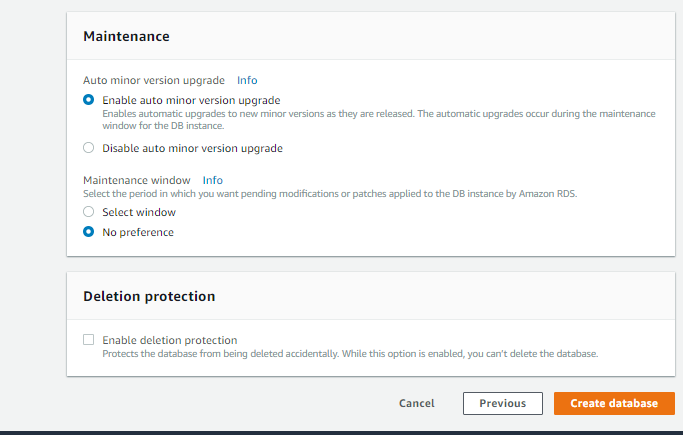 Maintenance
Auto minor version upgrade Info
Enable auto minor version upgrade
Enables automatic upgrades to new minor versions as they are released. The automatic upgrades occur during the maintenance
window for the DB instance.
Disable auto minor version upgrade
Maintenance window Info
Select the period in which you want pending modifications or patches applied to the DB instance by Amazon RDS.
Select window
No preference
Deletion protection
Enable deletion protection
Protects the database from being deleted accidentally. While this option is enabled, you can't delete the database.
Cancel Previous Create database